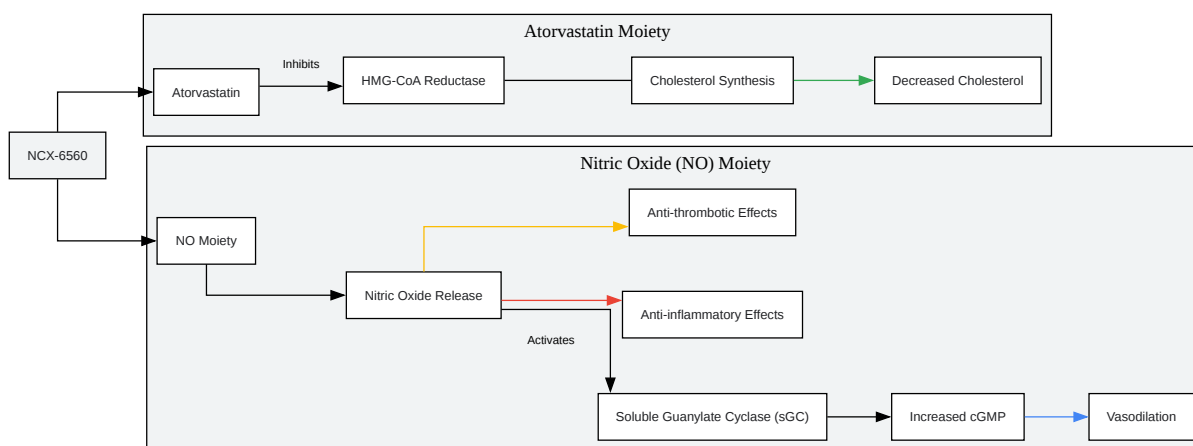 Atorvastatin Moiety
Inhibits
HMG-CoA Reductase
Cholesterol Synthesis
Decreased Cholesterol
Atorvastatin
NCX-6560
Nitric Oxide (NO) Moiety
Anti-thrombotic Effects
NO Moiety
Nitric Oxide Release
Anti-inflammatory Effects
Activates
Soluble Guanylate Cyclase (sGC)
Increased cGMP
Vasodilation